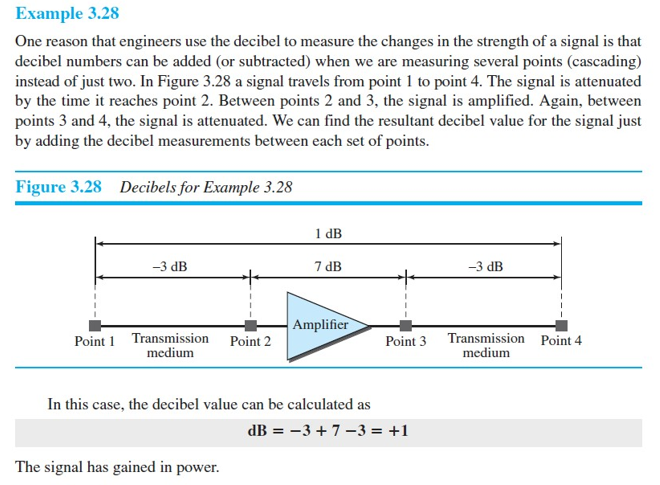 Example 3.28
One reason that engineers use the decibel to measure the changes in the strength of a signal is that
decibel numbers can be added (or subtracted) when we are measuring several points (cascading)
instead of just two. In Figure 3.28 a signal travels from point 1 to point 4. The signal is attenuated
by the time it reaches point 2. Between points 2 and 3, the signal is amplified. Again, between
points 3 and 4, the signal is attenuated. We can find the resultant decibel value for the signal just
by adding the decibel measurements between each set of points.
Figure 3.28 Decibels for Example 3.28
1 dB
–3 dB
7 dB
–3 dB
Amplifier
Point 1
Transmission
medium
Point 2
Point 3
Transmission
medium
Point 4
In this case, the decibel value can be calculated as
dB = –3 + 7 –3 = +1
The signal has gained in power.